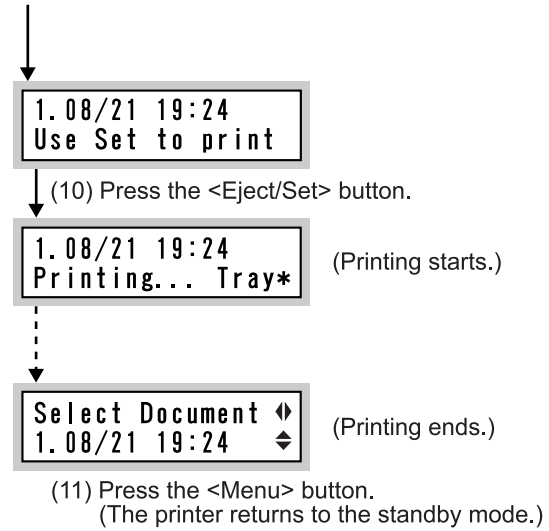 1.08/21 19:24
Use Set to print
(10) Press the <Eject/Set> button.
1.08/21 19:24
Printing... Tray*
(Printing starts.)
Select Document
1.08/21 19:24
(Printing ends.)
(11) Press the <Menu> button.
(The printer returns to the standby mode.)